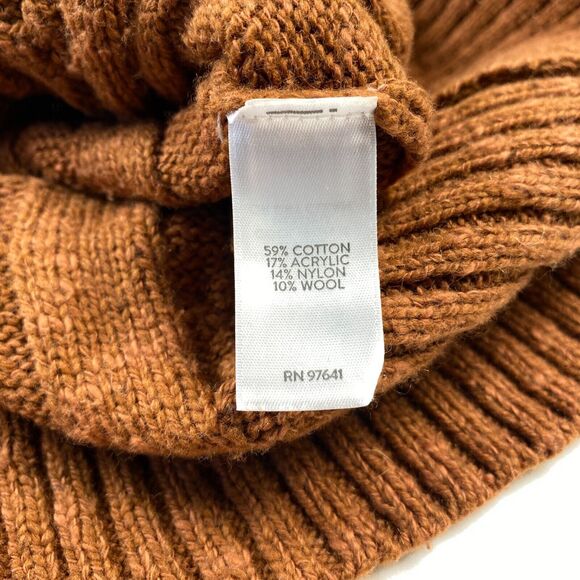 59% COTTON
17% ACRYLIC
14% NYLON
10% WOOL
RN 97641